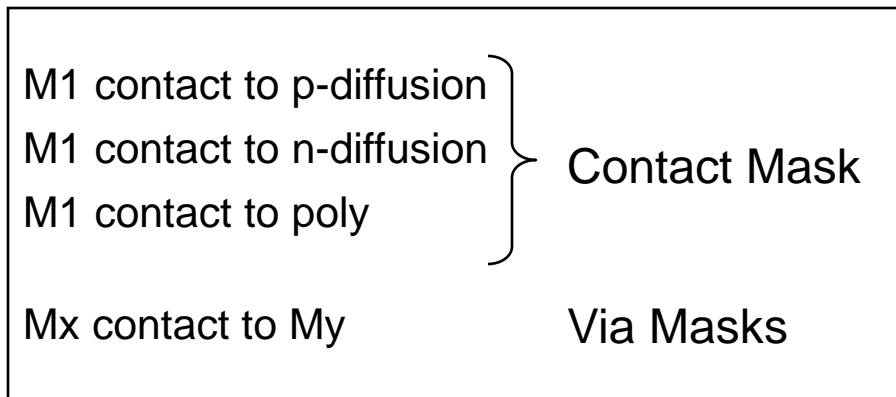 M1 contact to p-diffusion
M1 contact to n-diffusion
M1 contact to poly
Contact Mask
Mx contact to My
Via Masks